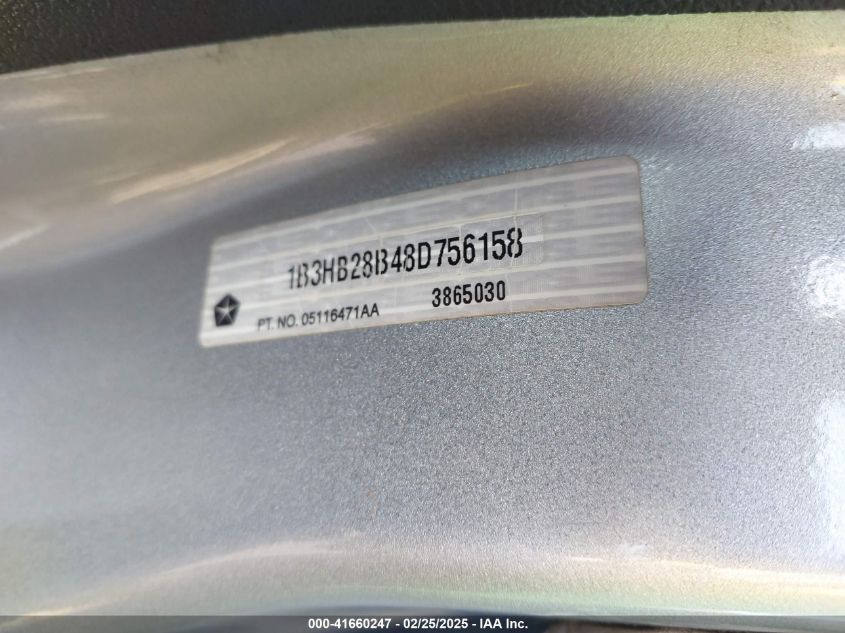 1B3HB28B48D756158
PT. NO. 05116471AA 3865030
000-41660247 / 02/25/2025 - IAA Inc.